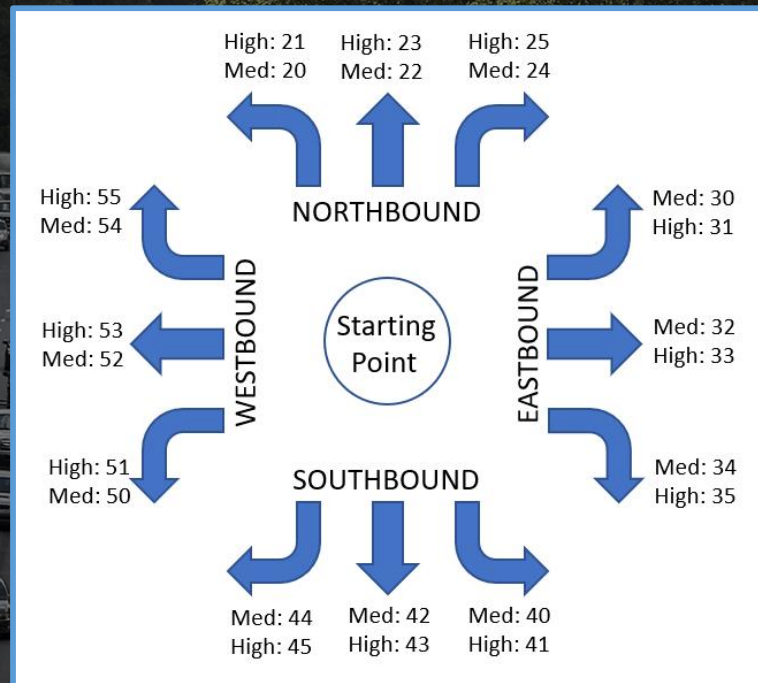 High: 21
Med: 20
High: 23
Med: 22
High: 25
Med: 24
NORTHBOUND
High: 55
Med: 54
Med: 30
High: 31
WESTBOUND
High: 53
Med: 52
Starting
Point
EASTBOUND
Med: 32
High: 33
High: 51
Med: 50
Med: 34
High: 35
SOUTHBOUND
Med: 44
High: 45
Med: 42
High: 43
Med: 40
High: 41